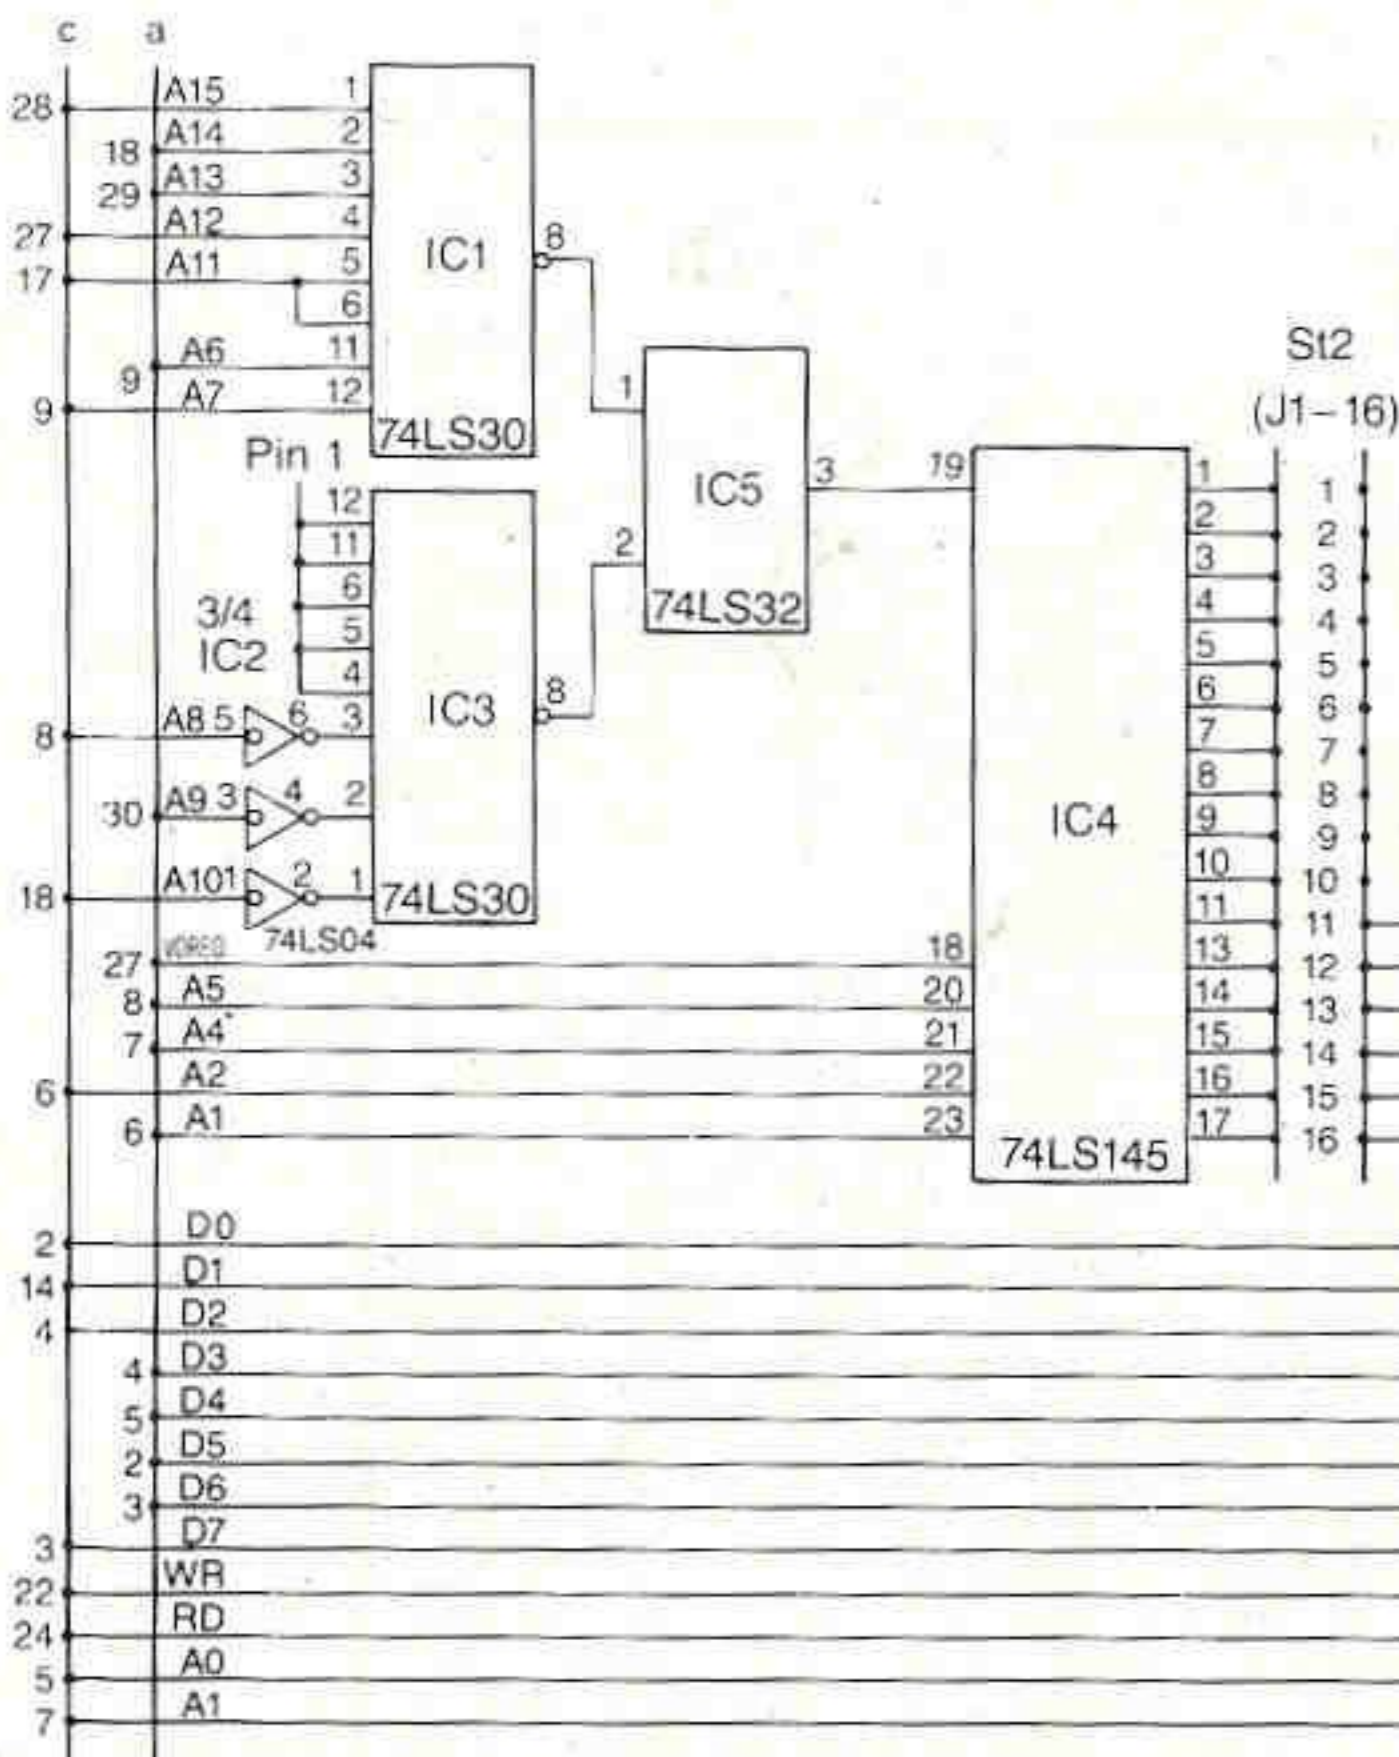 c a
28 A15 1
18 A14 2
29 A13 3
27 A12 4
17 A11 5
6
9 A6 11
9 A7 12
IC1
8
74LS30
Pin 1
12
11
6
5
4
3/4
IC2
8 A8 5 6 3
30 A9 3 4 2
18 A10 1 2 1
74LS04
IC3
8
74LS30
1
2
IC5
3
74LS32
St2
(J1-16)
19
IC4
1 1
2 2
3 3
4 4
5 5
6 6
7 7
8 8
9 9
10 10
11 11
13 12
14 13
15 14
16 15
17 16
74LS145
27 18
8 A5 20
7 A4 21
6 A2 22
6 A1 23
2 D0
14 D1
4 D2
4 D3
5 D4
2 D5
3 D6
3 D7
22 WR
24 RD
5 A0
7 A1